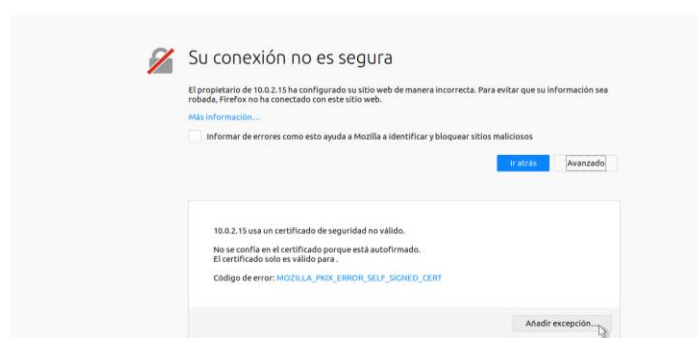 Su conexión no es segura
El propietario de 10.0.2.15 ha configurado su sitio web de manera incorrecta. Para evitar que su información sea
robada, Firefox no ha conectado con este sitio web.
Más información...
Informar de errores como esto ayuda a Mozilla a identificar y bloquear sitios maliciosos
Ir atrás Avanzado
10.0.2.15 usa un certificado de seguridad no válido.
No se confía en el certificado porque está autofirmado.
El certificado solo es válido para .
Código de error: MOZILLA_PKIX_ERROR_SELF_SIGNED_CERT
Añadir excepción...